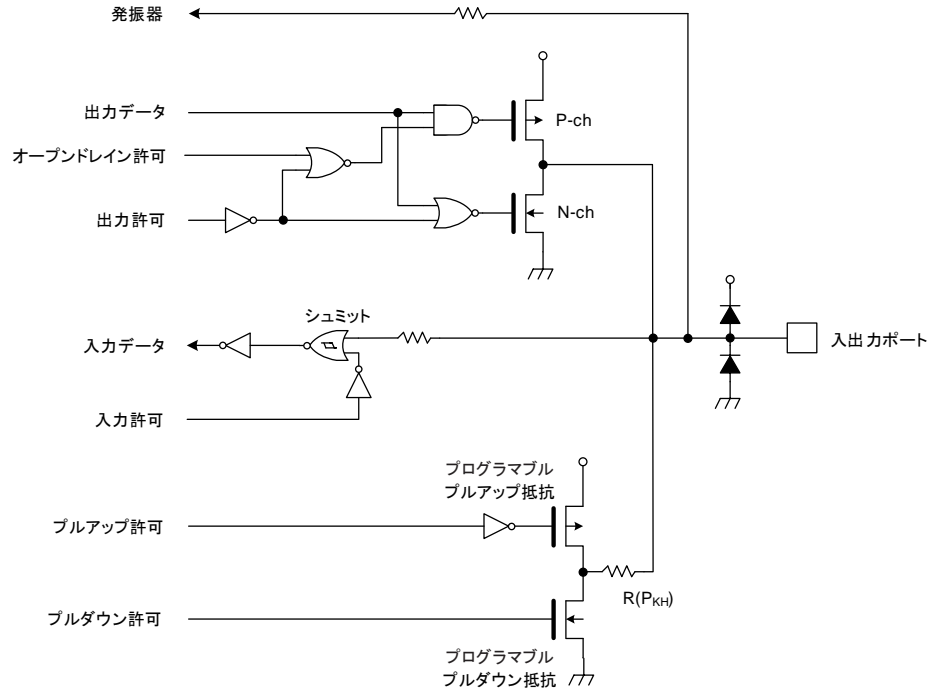 発振器
出力データ
P-ch
オープンドレイン許可
出力許可
N-ch
シュミット
入力データ
入出力ポート
入力許可
プログラマブル
プルアップ抵抗
プルアップ許可
R(PKH)
プルダウン許可
プログラマブル
プルダウン抵抗